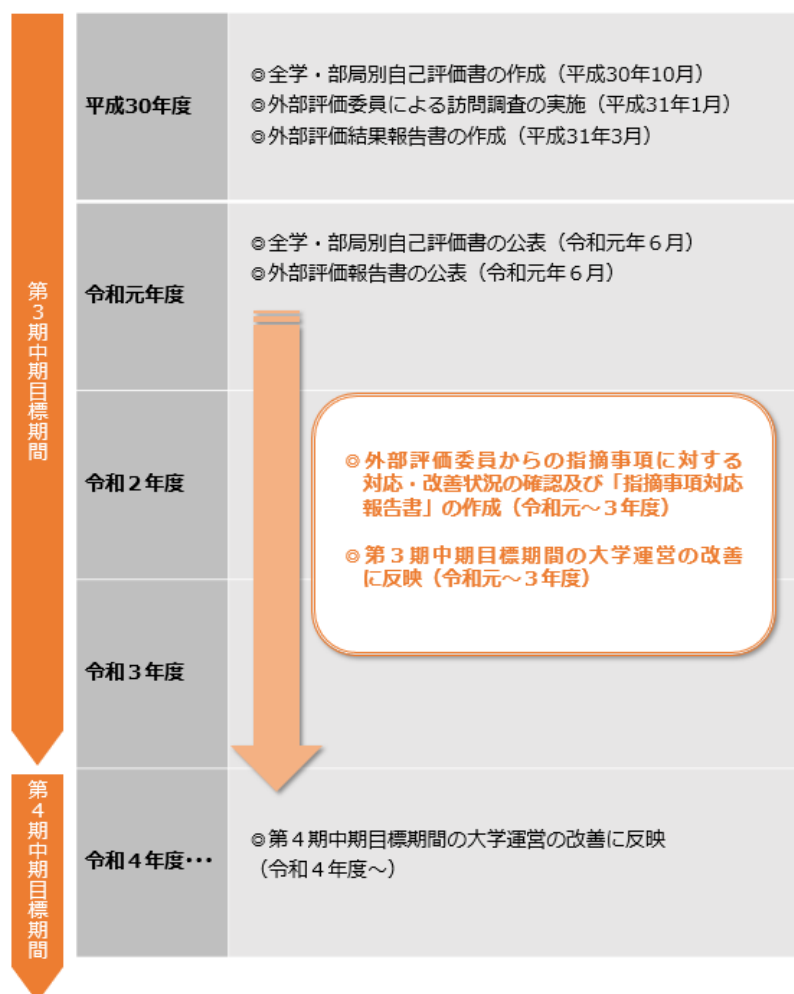 第３期中期目標期間
平成30年度
◎全学・部局別自己評価書の作成（平成30年10月）
◎外部評価委員による訪問調査の実施（平成31年1月）
◎外部評価結果報告書の作成（平成31年3月）
令和元年度
◎全学・部局別自己評価書の公表（令和元年６月）
◎外部評価報告書の公表（令和元年６月）
令和２年度
◎外部評価委員からの指摘事項に対する
対応・改善状況の確認及び「指摘事項対応
報告書」の作成（令和元～３年度）
◎第３期中期目標期間の大学運営の改善
に反映（令和元～３年度）
令和３年度
第４期中期目標期間
令和４年度･･･
◎第４期中期目標期間の大学運営の改善に反映
（令和４年度～）